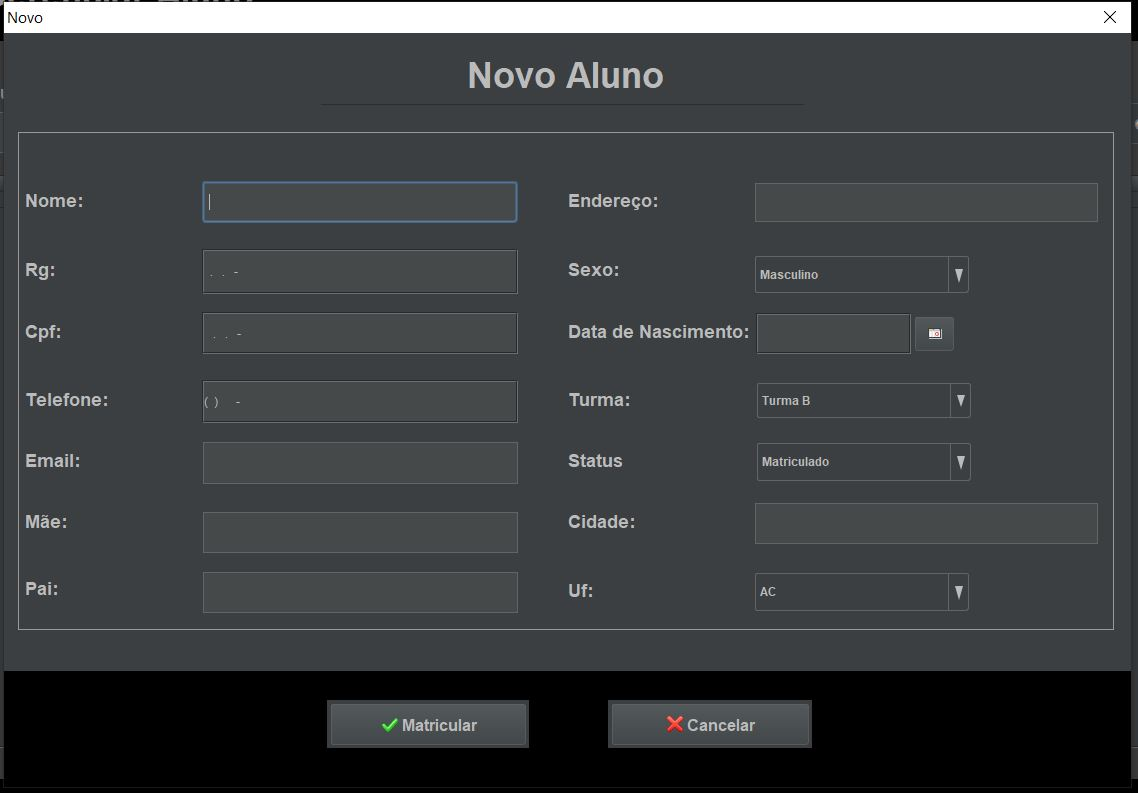 Novo
Novo Aluno
Nome:
Endereço:
Rg:
. . -
Sexo:
Masculino
Cpf:
. . -
Data de Nascimento:
Telefone:
( ) -
Turma:
Turma B
Email:
Status
Matriculado
Mãe:
Cidade:
Pai:
Uf:
AC
Matricular
Cancelar